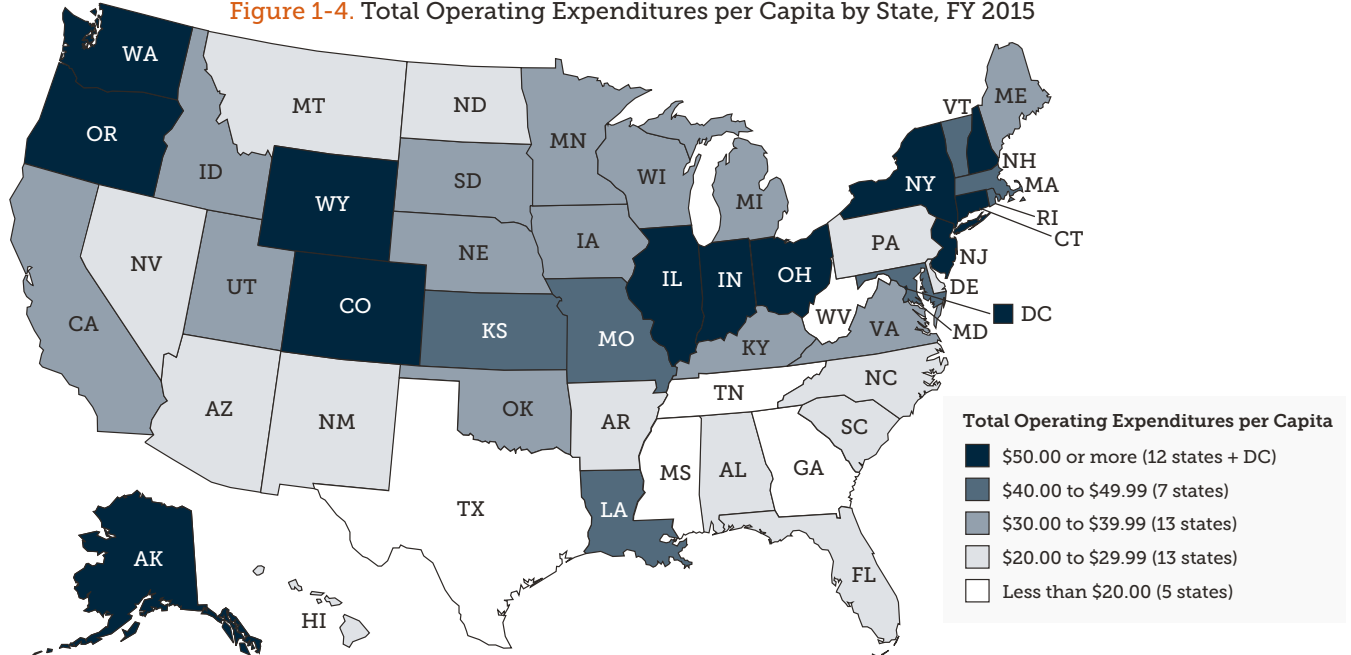 Figure 1-4. Total Operating Expenditures per Capita by State, FY 2015
WA
MT
ND
MN
VT
ME
OR
ID
SD
WI
MI
NY
NH
MA
WY
RI
CT
NV
UT
NE
IA
PA
NJ
CO
IL
IN
OH
DE
CA
KS
MO
WV
VA
DC
MD
KY
AZ
NM
OK
AR
TN
NC
SC
TX
LA
MS
AL
GA
AK
HI
FL
Total Operating Expenditures per Capita
$50.00 or more (12 states + DC)
$40.00 to $49.99 (7 states)
$30.00 to $39.99 (13 states)
$20.00 to $29.99 (13 states)
Less than $20.00 (5 states)